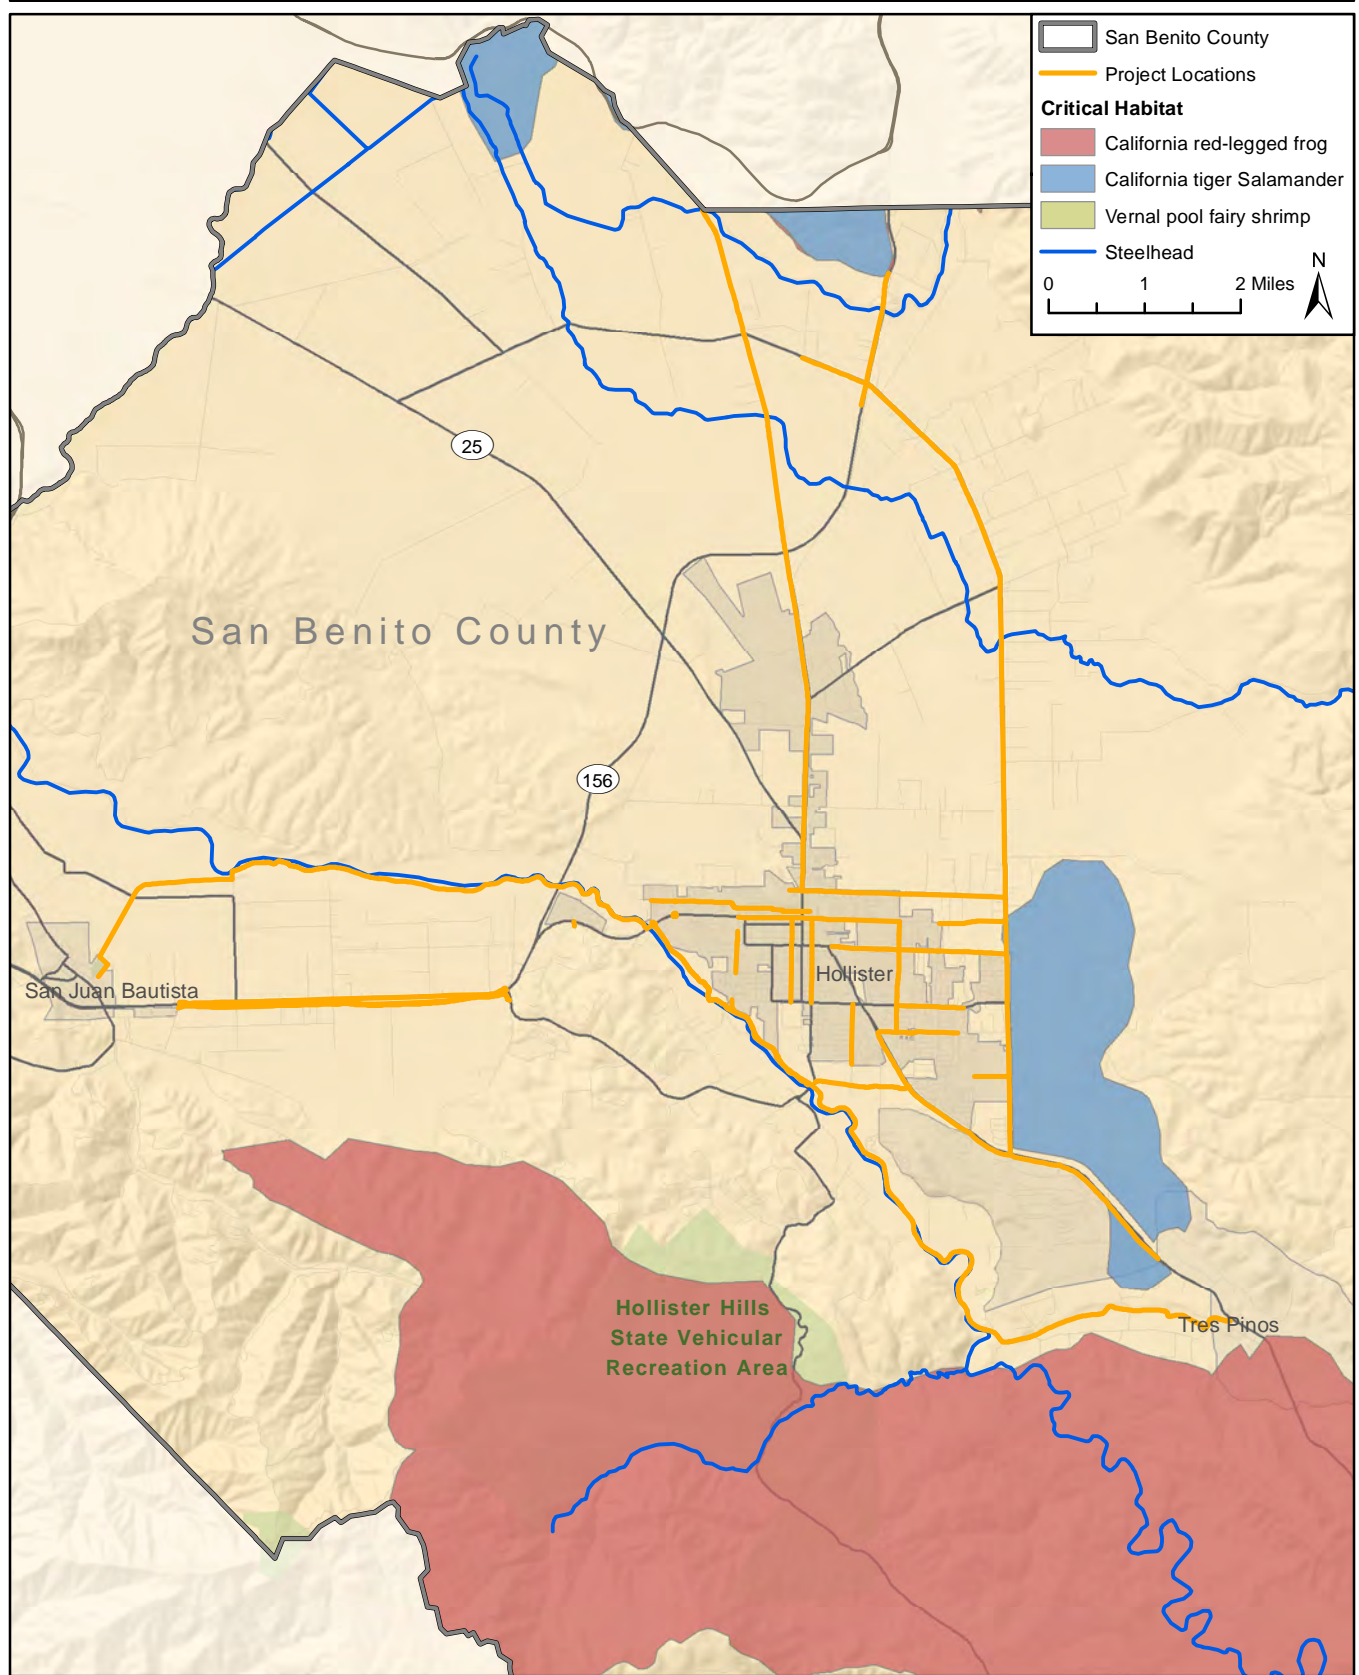 San Benito County
Project Locations
Critical Habitat
California red-legged frog
California tiger Salamander
Vernal pool fairy shrimp
Steelhead
N
0 1 2 Miles
25
San Benito County
156
Hollister
San Juan Bautista
Hollister Hills
State Vehicular
Recreation Area
Tres Pinos